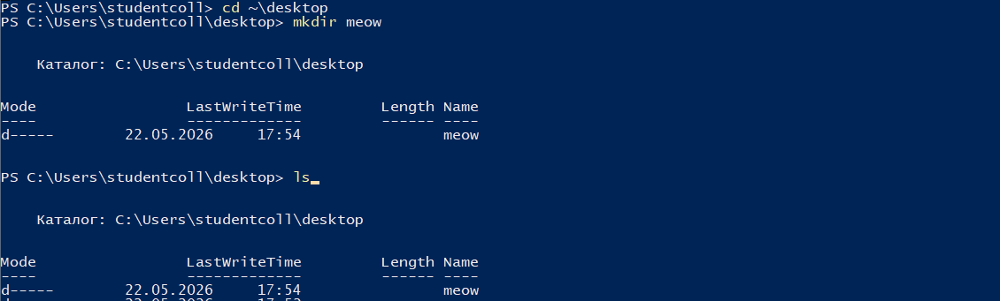 PS C:\Users\studentcoll> cd ~\desktop
PS C:\Users\studentcoll\desktop> mkdir meow
Каталог: C:\Users\studentcoll\desktop
Mode LastWriteTime Length Name
---- ------------- ------ ----
d----- 22.05.2026 17:54 meow
PS C:\Users\studentcoll\desktop> ls
Каталог: C:\Users\studentcoll\desktop
Mode LastWriteTime Length Name
---- ------------- ------ ----
d----- 22.05.2026 17:54 meow